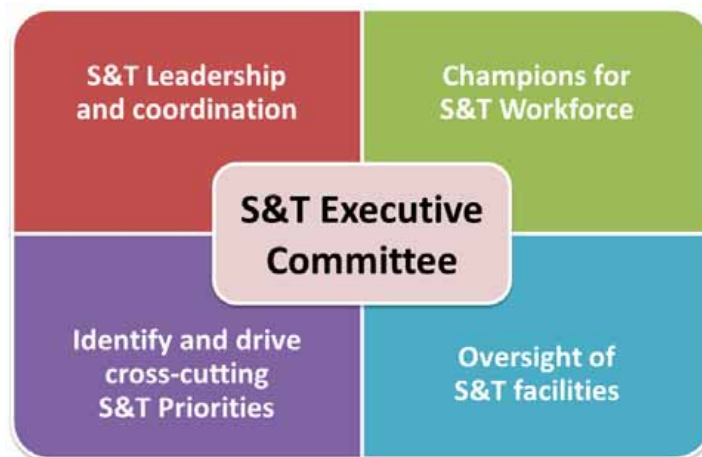 S&T Leadership
and coordination
Champions for
S&T Workforce
S&T Executive
Committee
Identify and drive
cross-cutting
S&T Priorities
Oversight of
S&T facilities